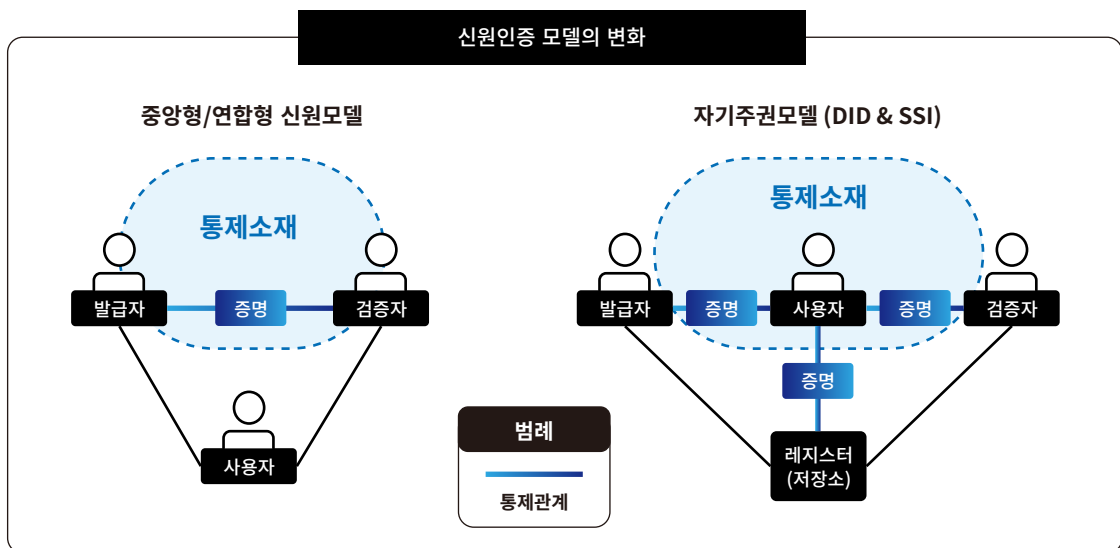 신원인증 모델의 변화
중앙형/연합형 신원모델
통제소재
발급자
증명
검증자
사용자
자기주권모델 (DID & SSI)
통제소재
발급자
증명
사용자
증명
검증자
증명
레지스터
(저장소)
범례
통제관계